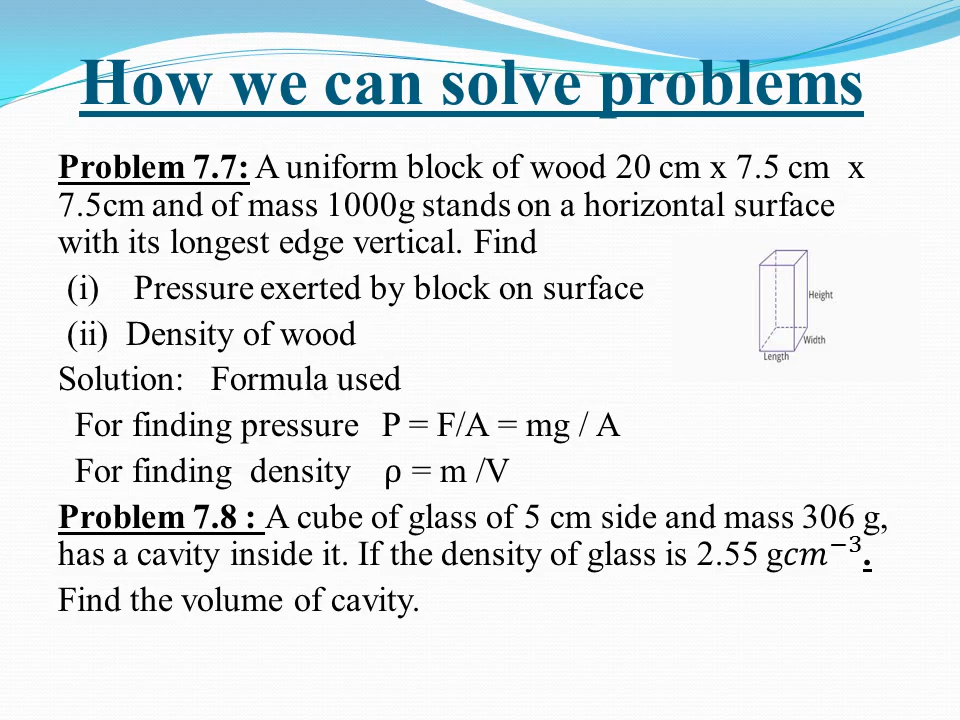 How we can solve problems
Problem 7.7: A uniform block of wood 20 cm x 7.5 cm x
7.5cm and of mass 1000g stands on a horizontal surface
with its longest edge vertical. Find
(i) Pressure exerted by block on surface
(ii) Density of wood
Height
Width
Length
Solution: Formula used
For finding pressure P = F/A = mg / A
For finding density ρ = m /V
Problem 7.8 : A cube of glass of 5 cm side and mass 306 g,
has a cavity inside it. If the density of glass is 2.55 g𝑐𝑚⁻³.
Find the volume of cavity.